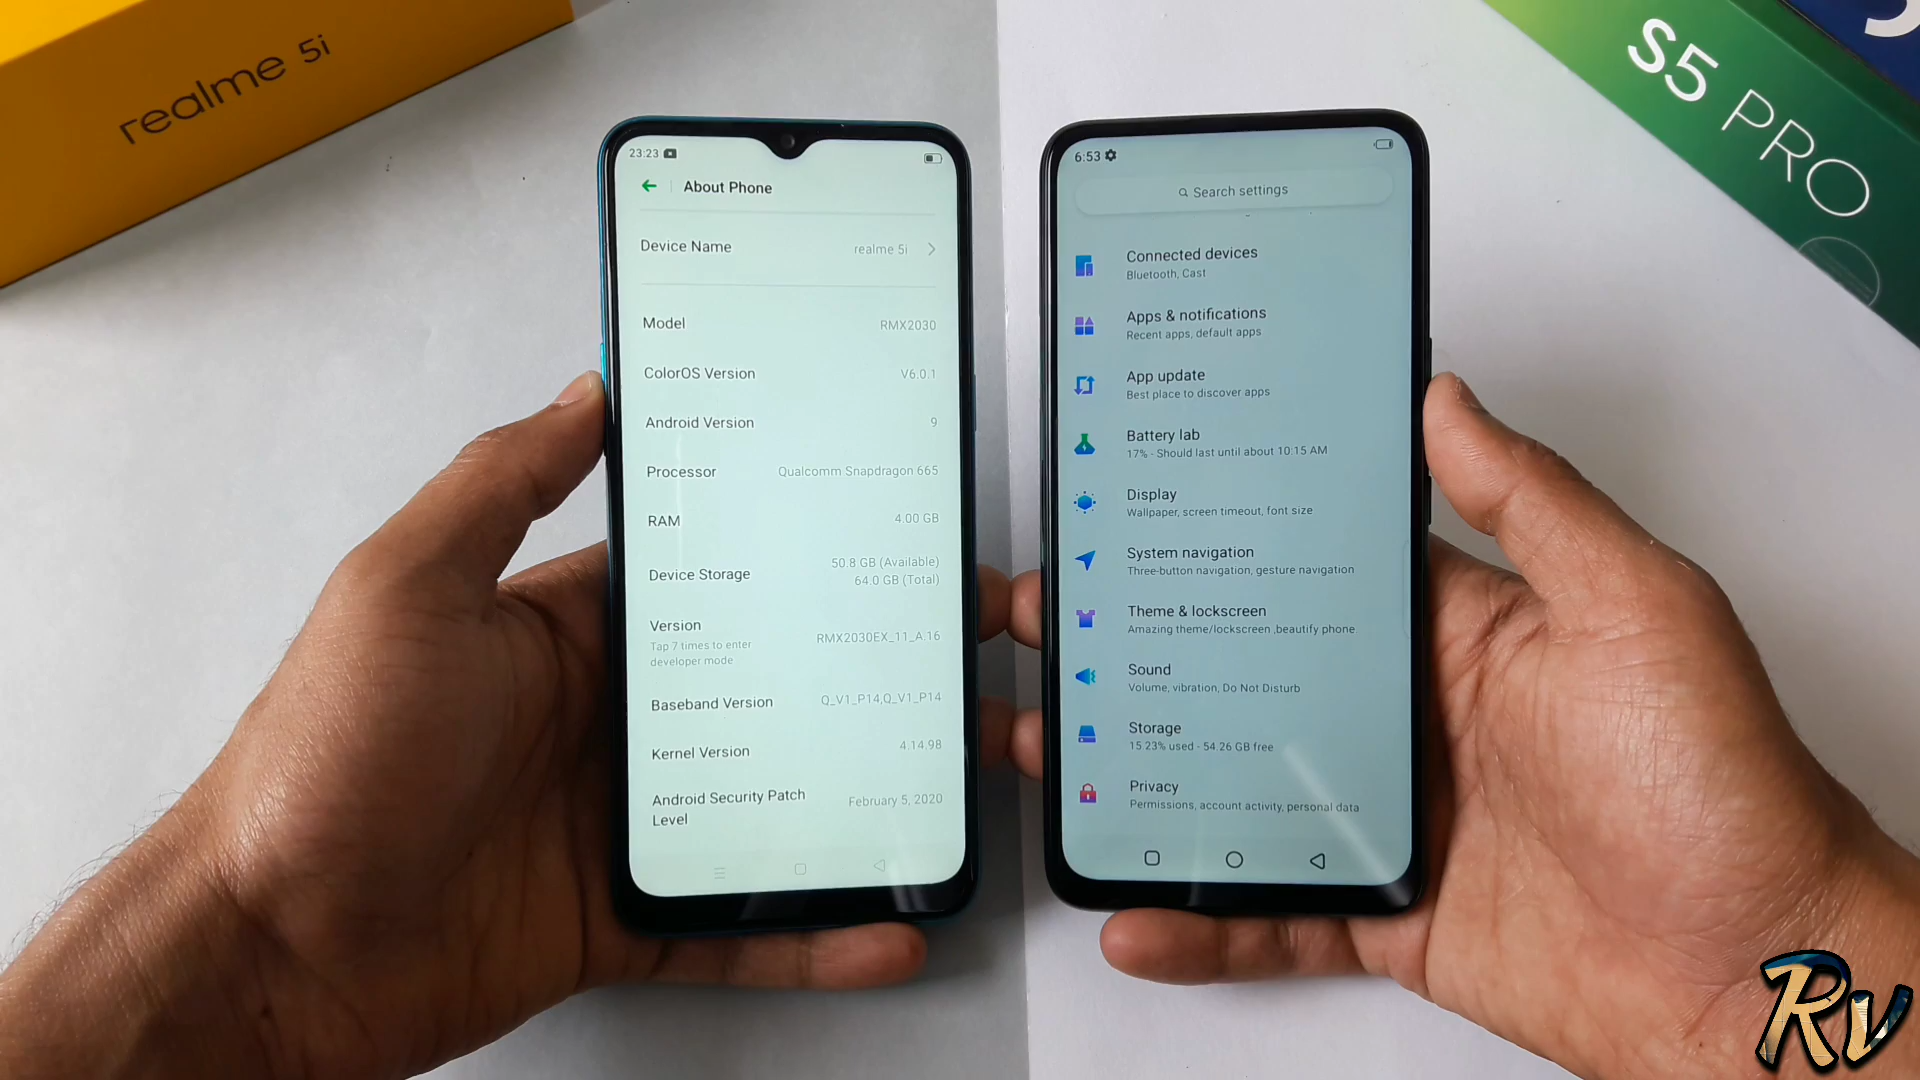 realme 5i
S5 PRO
23:23
About Phone
Device Name
realme 5i
Model
RMX2030
ColorOS Version
V6.0.1
Android Version
9
Processor
Qualcomm Snapdragon 665
RAM
4.00 GB
Device Storage
50.8 GB (Available)
64.0 GB (Total)
Version
Tap 7 times to enter
developer mode
RMX2030EX_11_A.16
Baseband Version
Q_V1_P14,Q_V1_P14
Kernel Version
4.14.98
Android Security Patch
Level
February 5, 2020
6:53
Search settings
Connected devices
Bluetooth, Cast
Apps & notifications
Recent apps, default apps
App update
Best place to discover apps
Battery lab
17% - Should last until about 10:15 AM
Display
Wallpaper, screen timeout, font size
System navigation
Three-button navigation, gesture navigation
Theme & lockscreen
Amazing theme/lockscreen ,beautify phone
Sound
Volume, vibration, Do Not Disturb
Storage
15.23% used - 54.26 GB free
Privacy
Permissions, account activity, personal data
RV